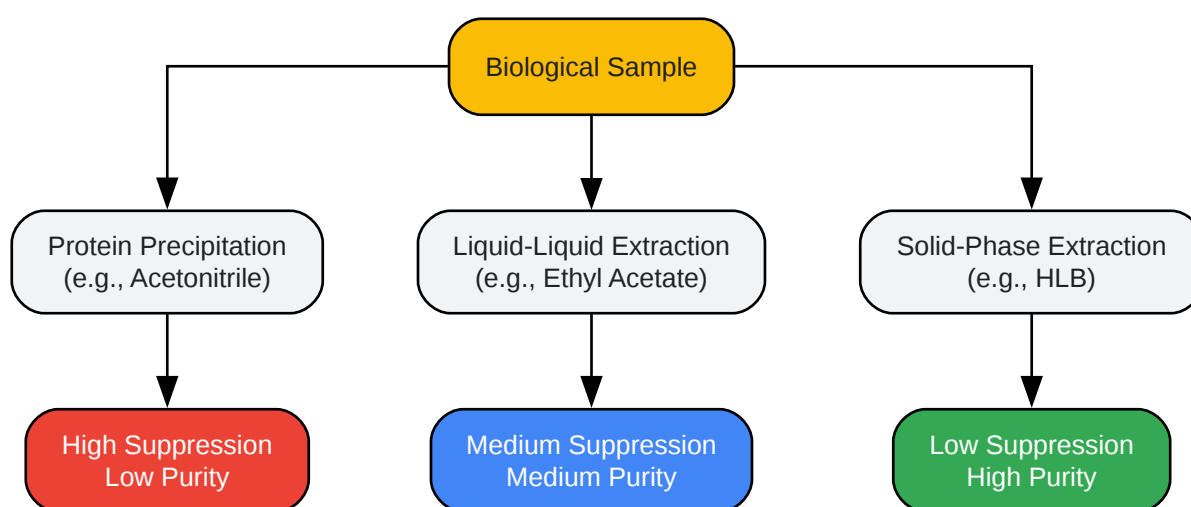 Biological Sample
Protein Precipitation
(e.g., Acetonitrile)
Liquid-Liquid Extraction
(e.g., Ethyl Acetate)
Solid-Phase Extraction
(e.g., HLB)
High Suppression
Low Purity
Medium Suppression
Medium Purity
Low Suppression
High Purity